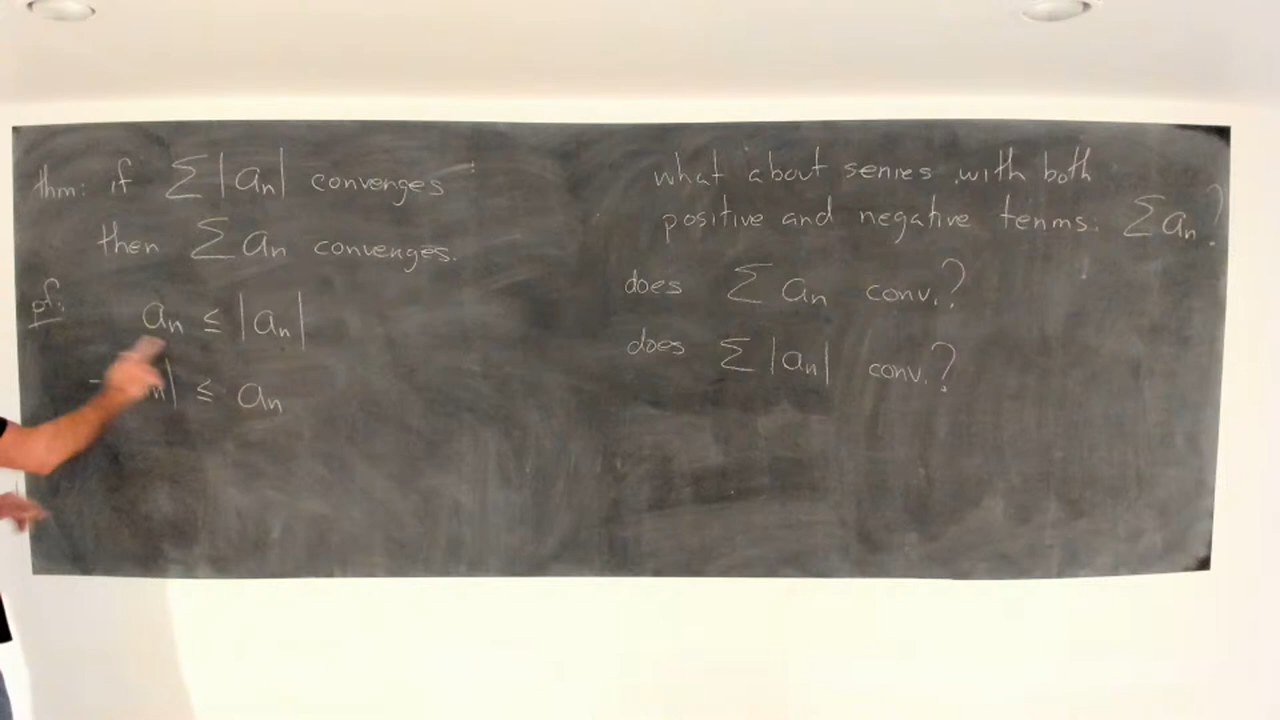 thm: if ∑|an| converges
then ∑an converges.
pf: an ≤ |an|
n| ≤ an
what about series with both
positive and negative terms: ∑an?
does ∑ an conv.?
does ∑ |an| conv.?